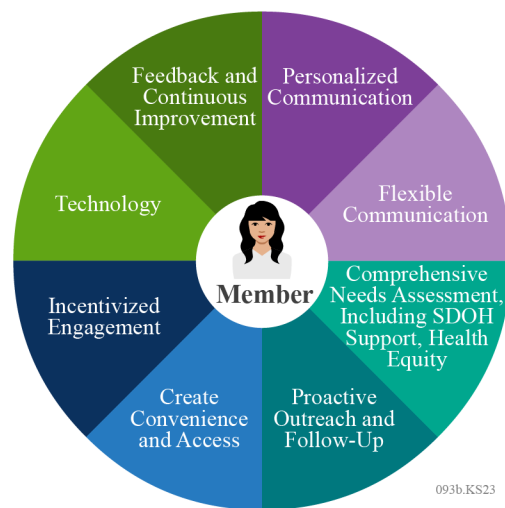 Feedback and
Continuous
Improvement
Personalized
Communication
Technology
Flexible
Communication
Member
Incentivized
Engagement
Comprehensive
Needs Assessment,
Including SDOH
Support, Health
Equity
Create
Convenience
and Access
Proactive
Outreach and
Follow-Up
093b.KS23